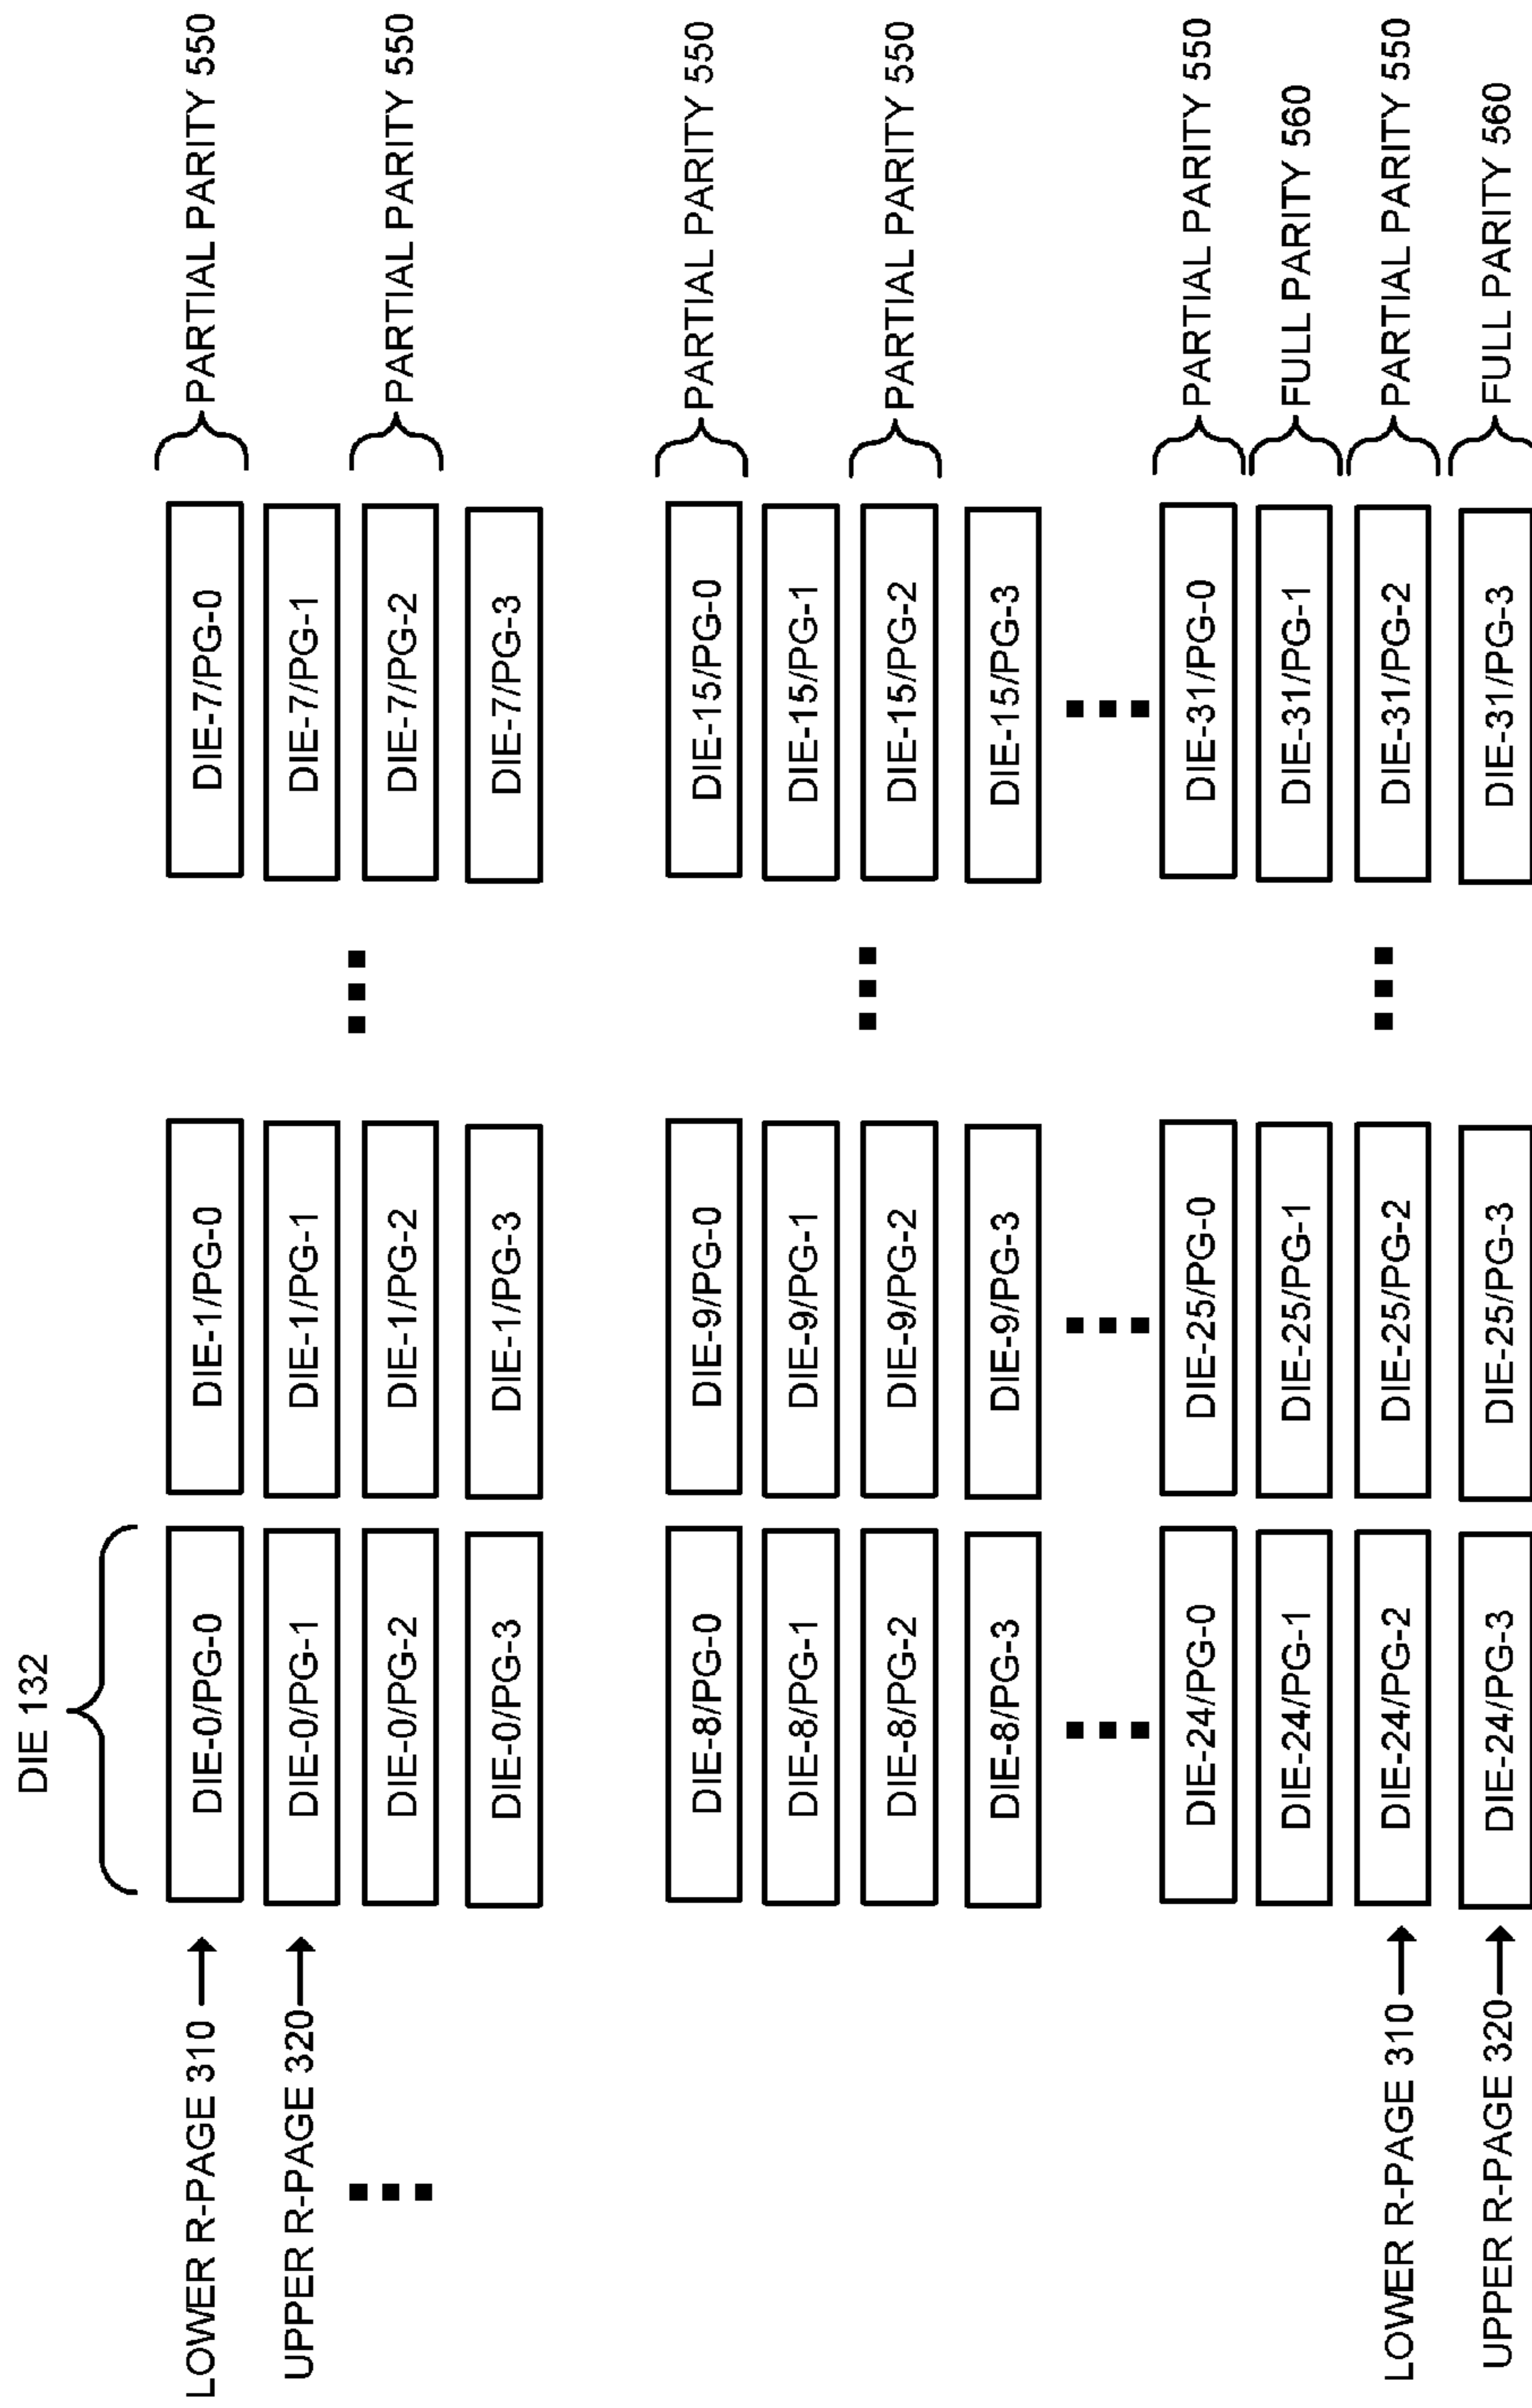 DIE 132
LOWER R-PAGE 310 DIE-0/PG-0 DIE-1/PG-0 DIE-7/PG-0 PARTIAL PARITY 550
UPPER R-PAGE 320 DIE-0/PG-1 DIE-1/PG-1 DIE-7/PG-1
DIE-0/PG-2 DIE-1/PG-2 DIE-7/PG-2 PARTIAL PARITY 550
DIE-0/PG-3 DIE-1/PG-3 DIE-7/PG-3
DIE-8/PG-0 DIE-9/PG-0 DIE-15/PG-0 PARTIAL PARITY 550
DIE-8/PG-1 DIE-9/PG-1 DIE-15/PG-1
DIE-8/PG-2 DIE-9/PG-2 DIE-15/PG-2 PARTIAL PARITY 550
DIE-8/PG-3 DIE-9/PG-3 DIE-15/PG-3
DIE-24/PG-0 DIE-25/PG-0 DIE-31/PG-0 PARTIAL PARITY 550
DIE-24/PG-1 DIE-25/PG-1 DIE-31/PG-1 FULL PARITY 560
LOWER R-PAGE 310 DIE-24/PG-2 DIE-25/PG-2 DIE-31/PG-2 PARTIAL PARITY 550
UPPER R-PAGE 320 DIE-24/PG-3 DIE-25/PG-3 DIE-31/PG-3 FULL PARITY 560